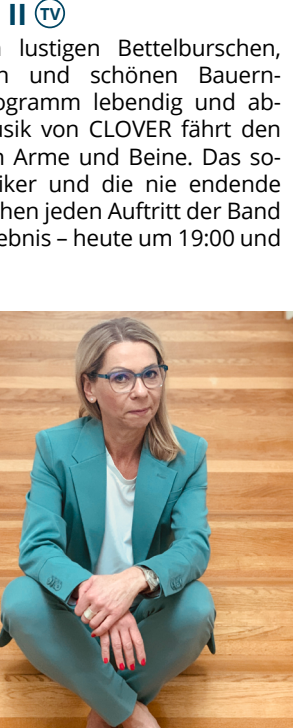 II TV
lustigen Bettelburschen,
und schönen Bauern-
ogramm lebendig und ab-
usik von CLOVER fährt den
n Arme und Beine. Das so-
iker und die nie endende
chen jeden Auftritt der Band
ebnis – heute um 19:00 und